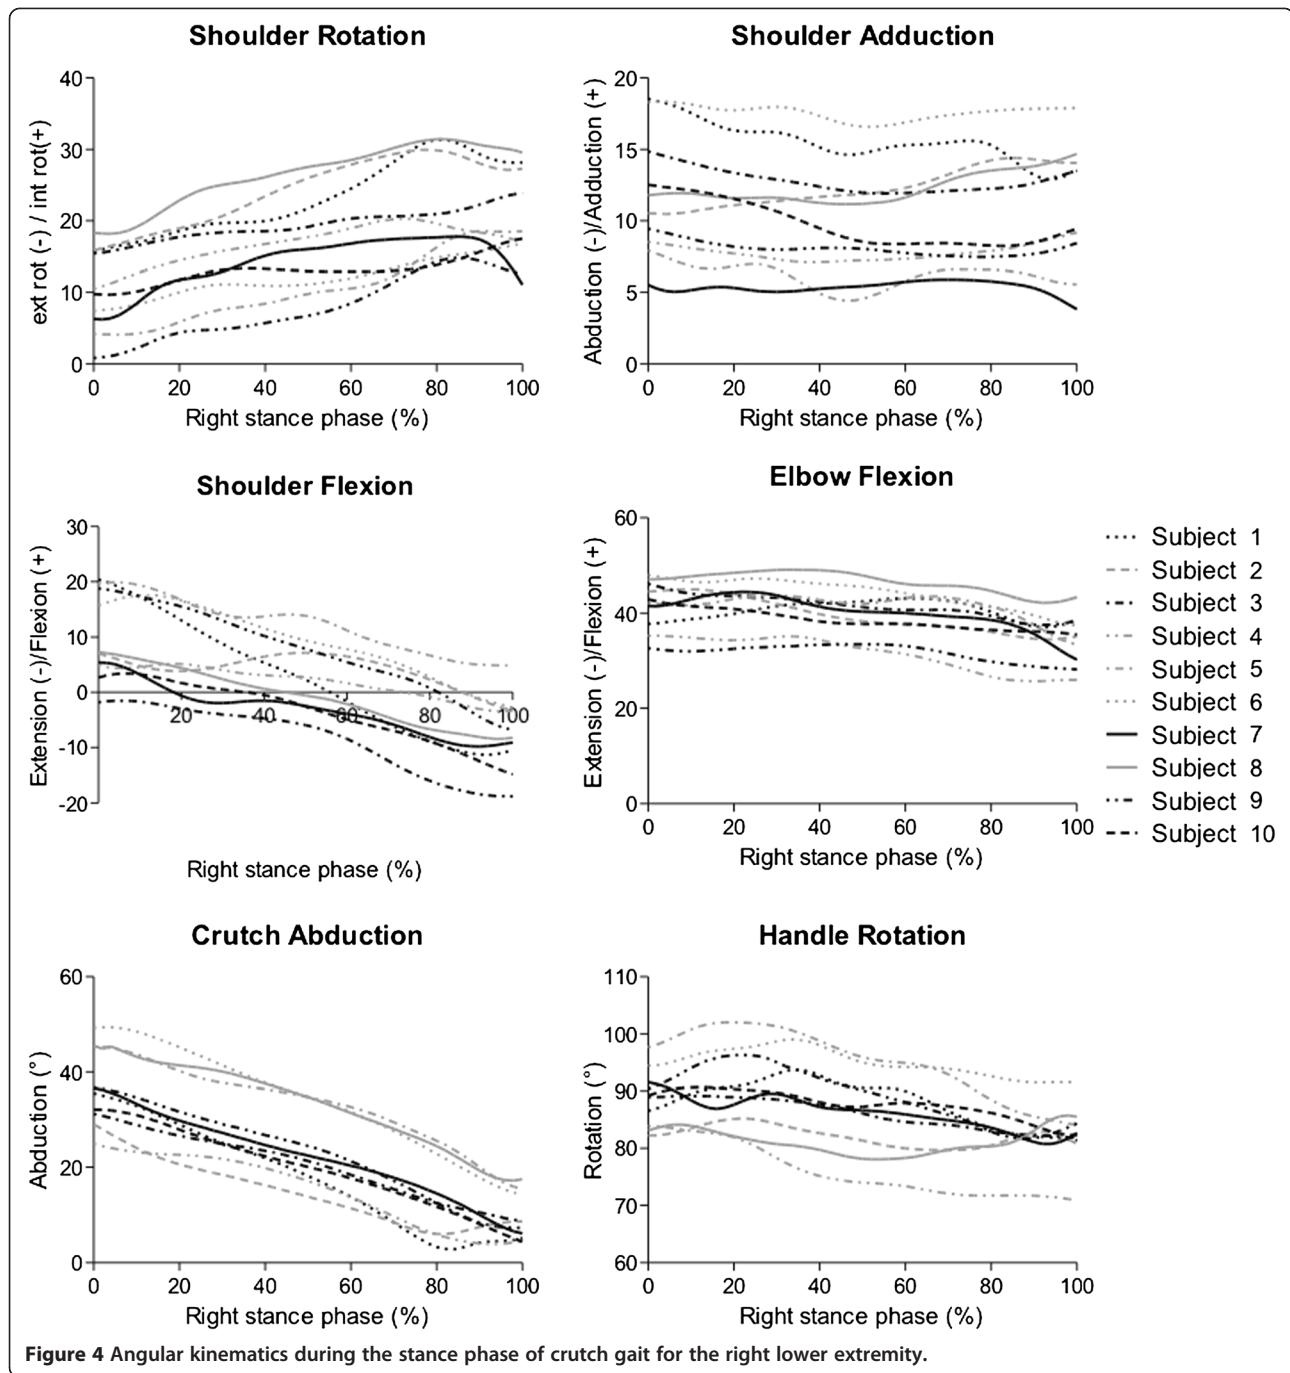 Shoulder Rotation
ext rot (-) / int rot(+)
40
30
20
10
0
0 20 40 60 80 100
Right stance phase (%)
Shoulder Adduction
Abduction (-)/Adduction (+)
20
15
10
5
0
0 20 40 60 80 100
Right stance phase (%)
Shoulder Flexion
Extension (-)/Flexion (+)
30
20
10
0
-10
-20
20 40 60 80 100
Right stance phase (%)
Elbow Flexion
Extension (-)/Flexion (+)
60
40
20
0
0 20 40 60 80 100
Right stance phase (%)
Subject 1
Subject 2
Subject 3
Subject 4
Subject 5
Subject 6
Subject 7
Subject 8
Subject 9
Subject 10
Crutch Abduction
Abduction (°)
60
40
20
0
0 20 40 60 80 100
Right stance phase (%)
Handle Rotation
Rotation (°)
110
100
90
80
70
60
0 20 40 60 80 100
Right stance phase (%)
Figure 4 Angular kinematics during the stance phase of crutch gait for the right lower extremity.